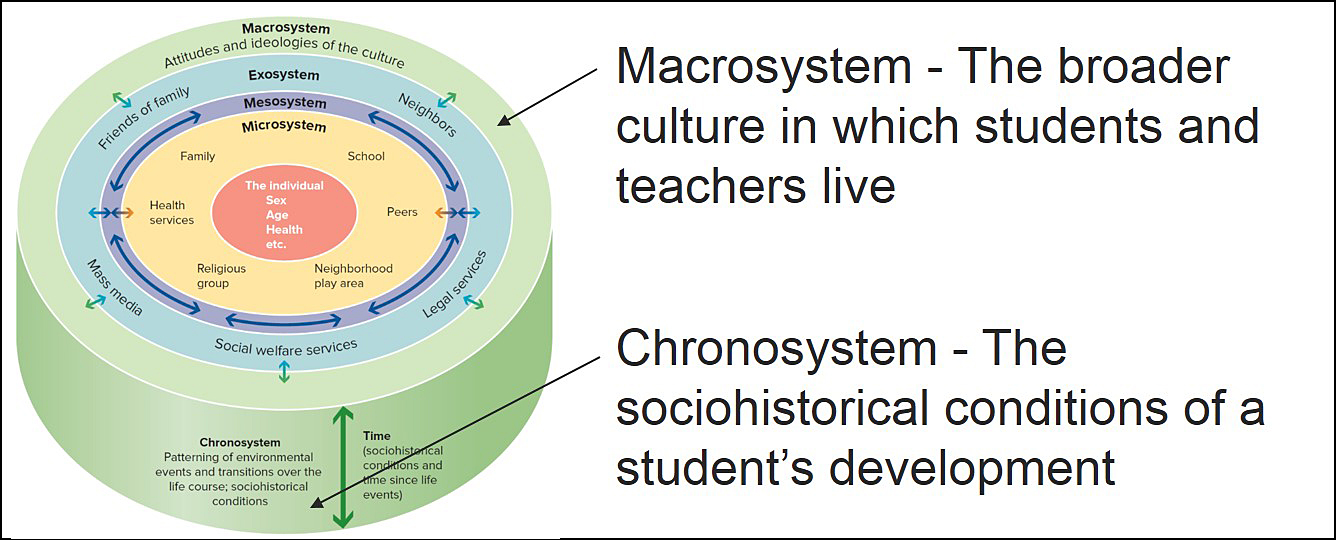 Macrosystem
Attitudes and ideologies of the culture
Exosystem
Friends of family
Neighbors
Mesosystem
Microsystem
Family
School
The individual
Sex
Age
Health
etc.
Health
services
Peers
Religious
group
Neighborhood
play area
Mass media
Legal services
Social welfare services
Chronosystem
Patterning of environmental
events and transitions over the
life course; sociohistorical
conditions
Time
(sociohistorical
conditions and
time since life
events)
Macrosystem - The broader
culture in which students and
teachers live
Chronosystem - The
sociohistorical conditions of a
student’s development